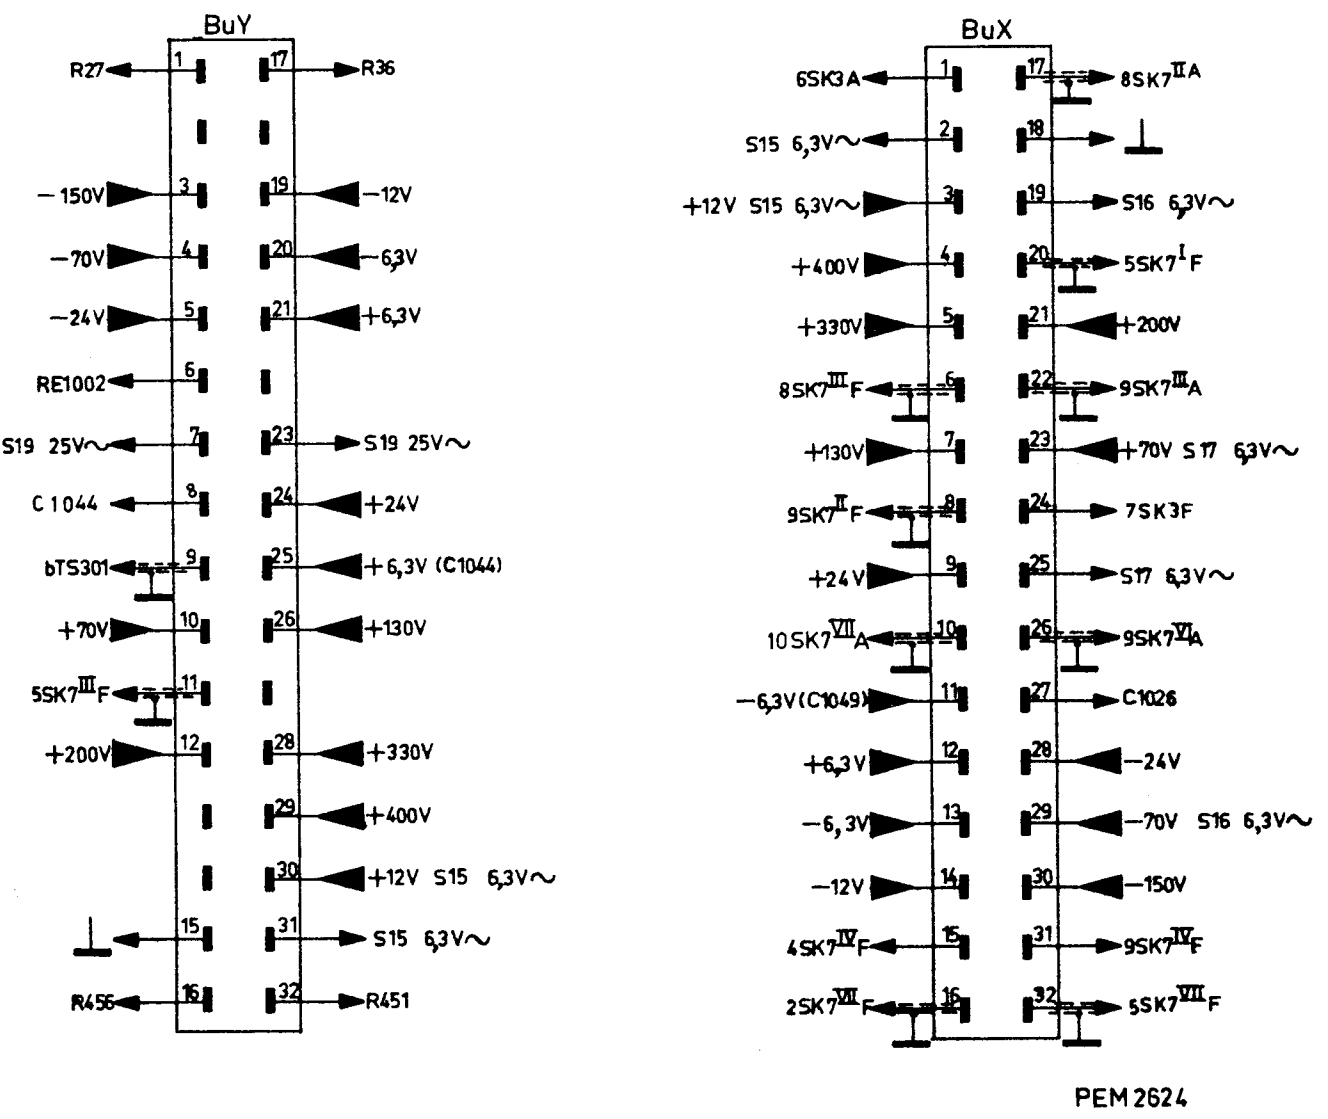 BuY
R27 1 17 R36
-150V 3 19 -12V
-70V 4 20 -6,3V
-24V 5 21 +6,3V
RE1002 6
S19 25V~ 7 23 S19 25V~
C1044 8 24 +24V
bTS301 9 25 +6,3V (C1044)
+70V 10 26 +130V
5SK7III F 11
+200V 12 28 +330V
29 +400V
30 +12V S15 6,3V~
15 31 S15 6,3V~
R456 16 32 R451
BuX
6SK3A 1 17 8SK7II A
S15 6,3V~ 2 18
+12V S15 6,3V~ 3 19 S16 6,3V~
+400V 4 20 5SK7I F
+330V 5 21 +200V
8SK7III F 6 22 9SK7III A
+130V 7 23 +70V S17 6,3V~
9SK7II F 8 24 7SK3F
+24V 9 25 S17 6,3V~
10SK7VII A 10 26 9SK7VI A
-6,3V (C1049) 11 27 C1026
+6,3V 12 28 -24V
-6,3V 13 29 -70V S16 6,3V~
-12V 14 30 -150V
4SK7IV F 15 31 9SK7IV F
2SK7VII F 16 32 5SK7VII F
PEM 2624